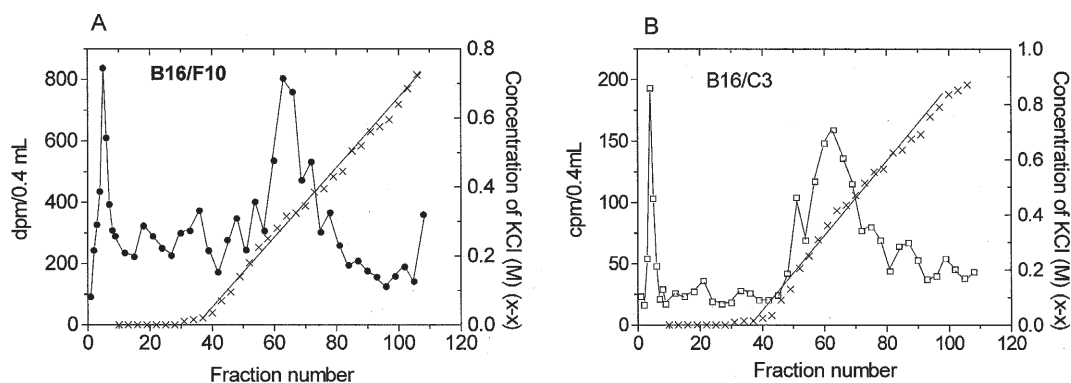 A
B16/F10
800
600
400
200
0
dpm/0.4 mL
0.8
0.6
0.4
0.2
0.0
Concentration of KCl (M) (x-x)
0 20 40 60 80 100 120
Fraction number
B
B16/C3
200
150
100
50
0
cpm/0.4mL
1.0
0.8
0.6
0.4
0.2
0.0
Concentration of KCl (M) (x-x)
0 20 40 60 80 100 120
Fraction number